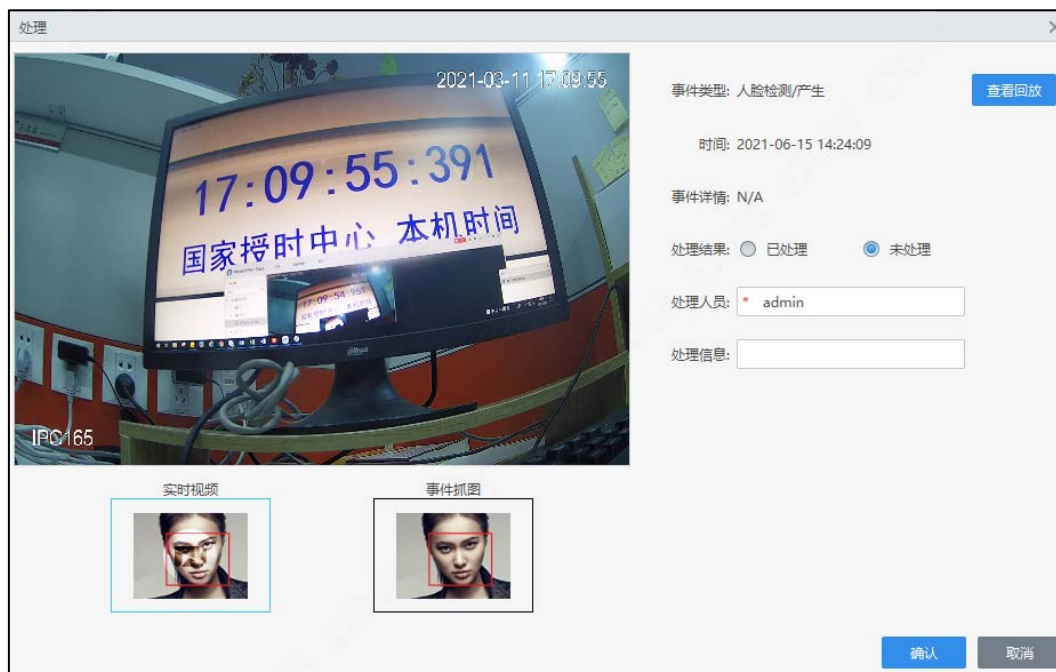 处理
2021-03-11 17:09:55
17:09:55:391
国家授时中心 本机时间
17:09:54:951
IPC165
实时视频
事件抓图
事件类型: 人脸检测/产生
查看回放
时间: 2021-06-15 14:24:09
事件详情: N/A
处理结果: 已处理 未处理
处理人员: * admin
处理信息:
确认 取消